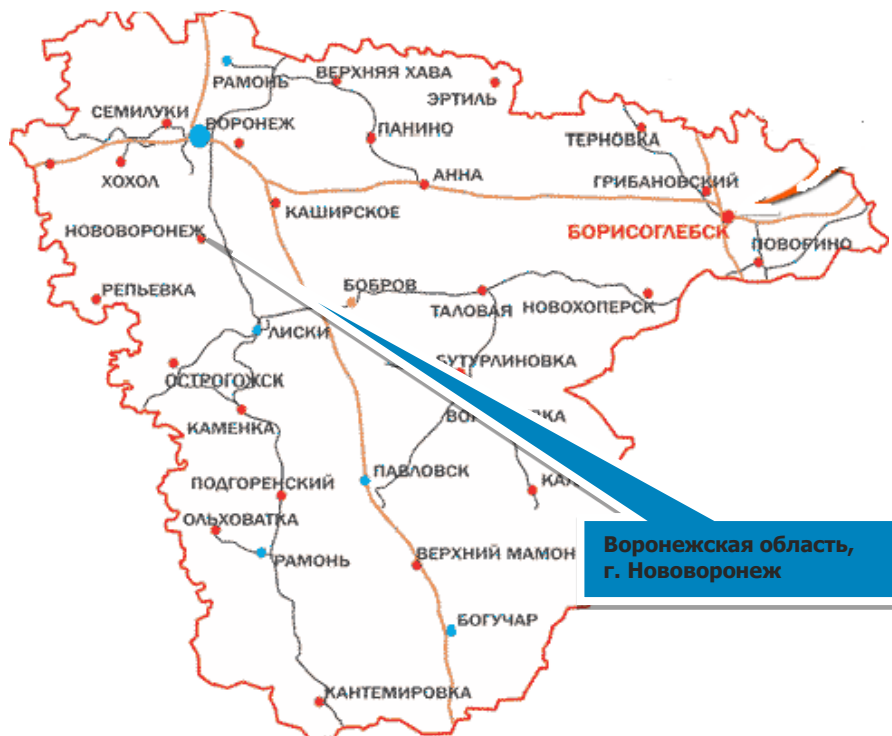 РАМОНЬ
ВЕРХНЯЯ ХАВА
ЭРТИЛЬ
СЕМИЛУКИ
ВОРОНЕЖ
ПАНИНО
ТЕРНОВКА
ХОХОЛ
АННА
ГРИБАНОВСКИЙ
КАШИРСКОЕ
НОВОВОРОНЕЖ
БОРИСОГЛЕБСК
ПОВОРИНО
РЕПЬЕВКА
БОБРОВ
ТАЛОВАЯ
НОВОХОПЕРСК
ЛИСКИ
БУТУРЛИНОВКА
ОСТРОГОЖСК
КАМЕНКА
ПАВЛОВСК
ПОДГОРЕНСКИЙ
ОЛЬХОВАТКА
РАМОНЬ
ВЕРХНИЙ МАМОН
Воронежская область,
г. Нововоронеж
БОГУЧАР
КАНТЕМИРОВКА